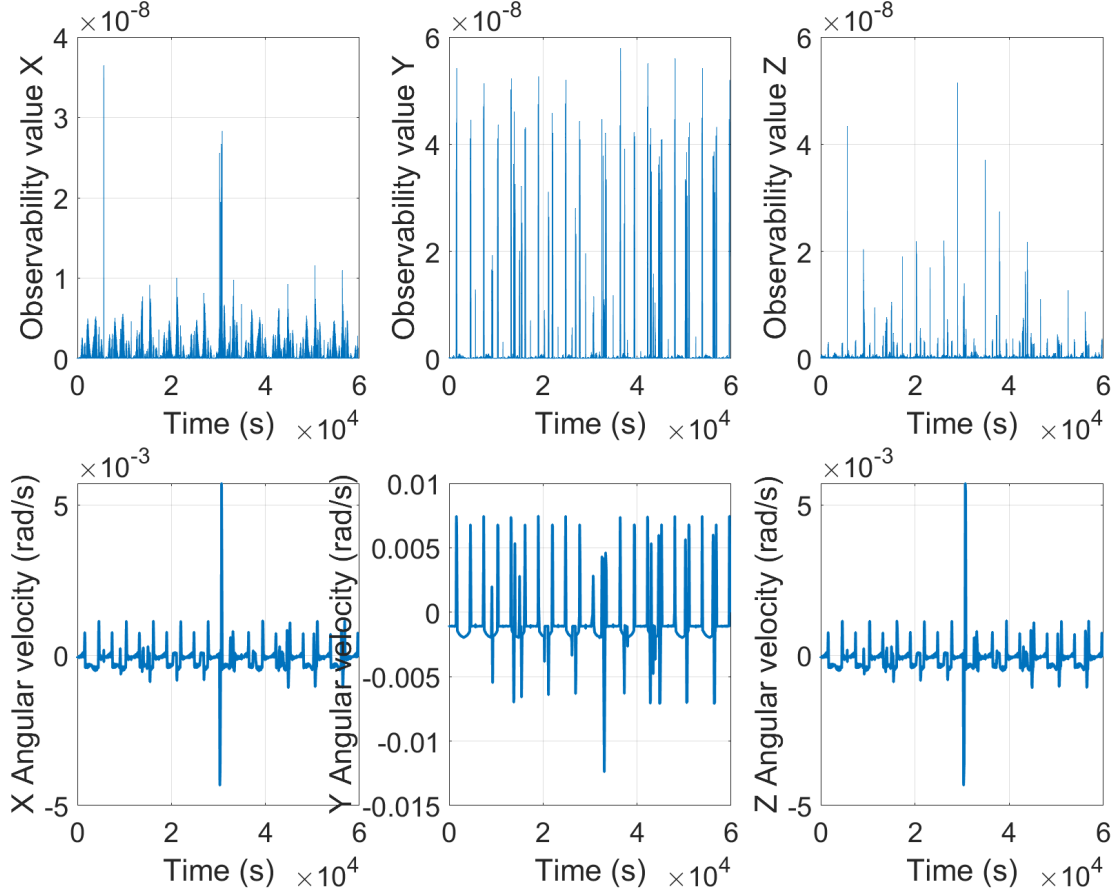 ×10⁻⁸
4
3
2
1
0
Observability value X
0 2 4 6
Time (s) ×10⁴
×10⁻⁸
6
4
2
0
Observability value Y
0 2 4 6
Time (s) ×10⁴
×10⁻⁸
6
4
2
0
Observability value Z
0 2 4 6
Time (s) ×10⁴
×10⁻³
5
0
-5
X Angular velocity (rad/s)
0 2 4 6
Time (s) ×10⁴
0.01
0.005
0
-0.005
-0.01
-0.015
Y Angular velocity (rad/s)
0 2 4 6
Time (s) ×10⁴
×10⁻³
5
0
-5
Z Angular velocity (rad/s)
0 2 4 6
Time (s) ×10⁴